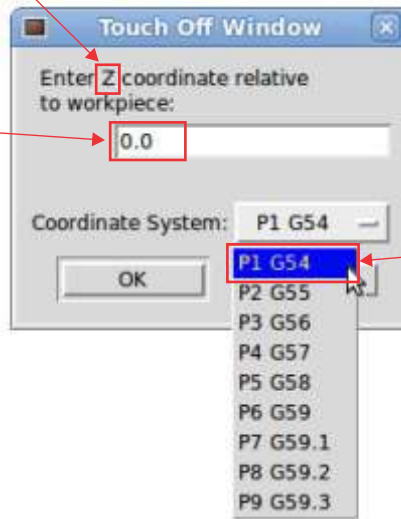 Touch Off Window
Enter Z coordinate relative
to workpiece:
0.0
Coordinate System: P1 G54
OK
P1 G54
P2 G55
P3 G56
P4 G57
P5 G58
P6 G59
P7 G59.1
P8 G59.2
P9 G59.3